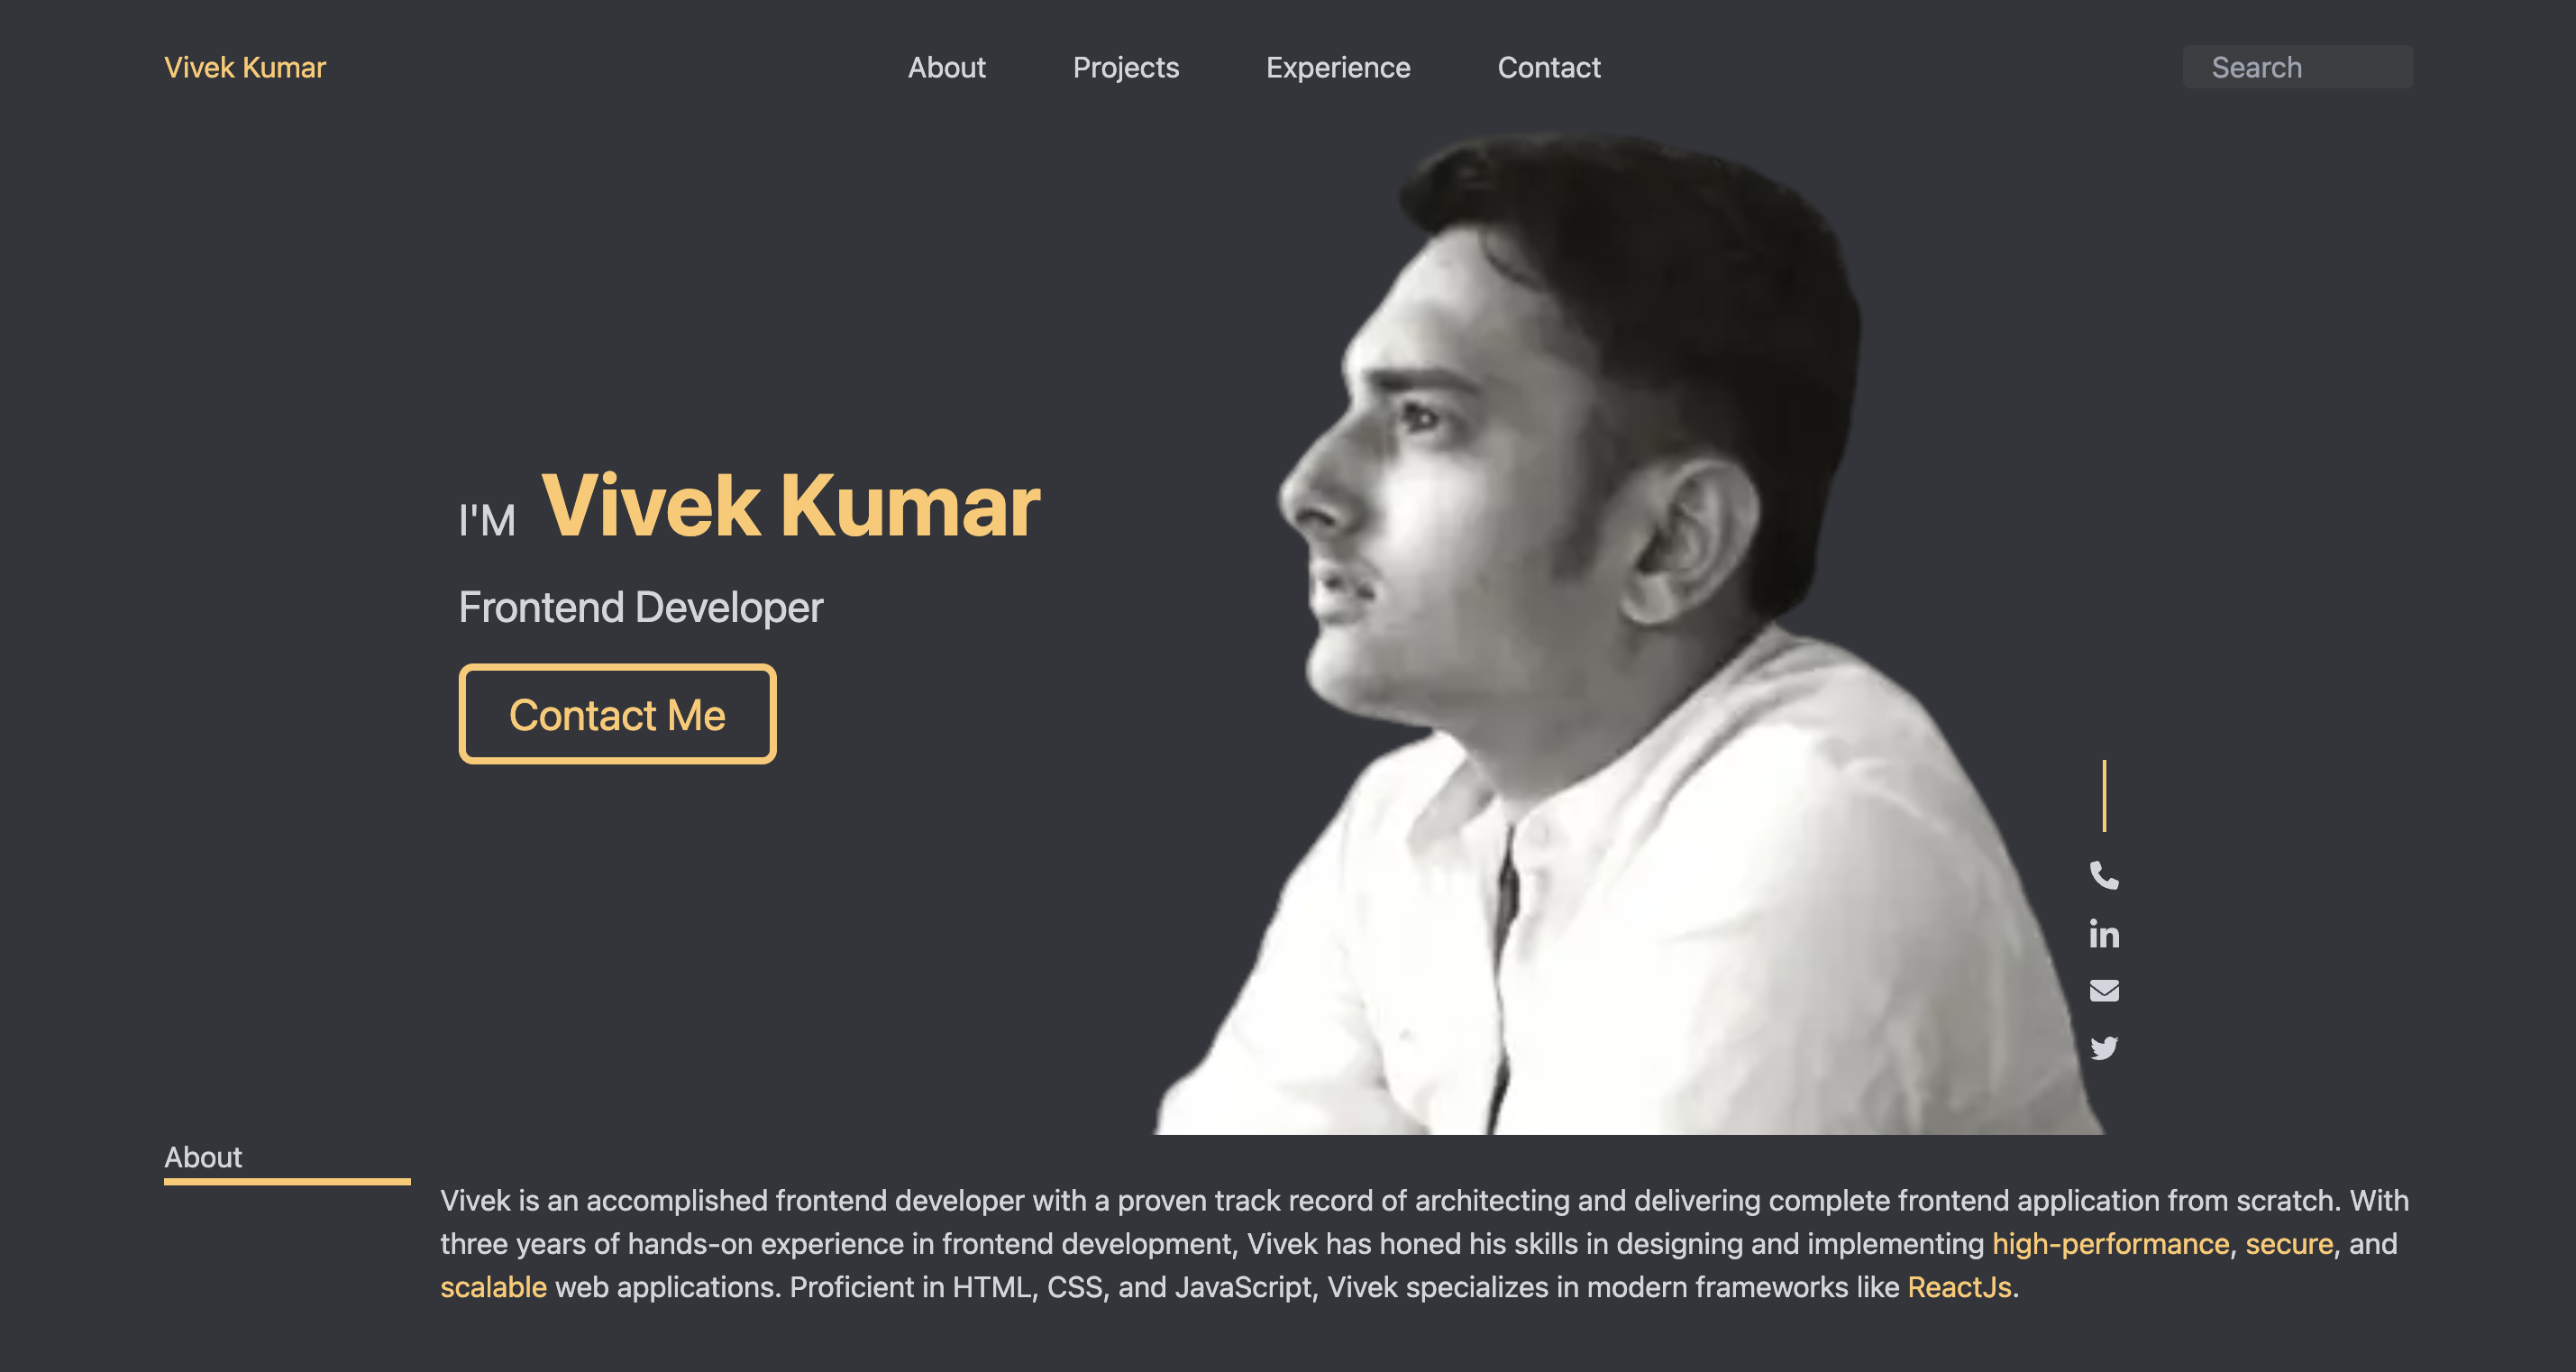 Vivek Kumar
About
Projects
Experience
Contact
Search
I'M Vivek Kumar
Frontend Developer
Contact Me
in
About
Vivek is an accomplished frontend developer with a proven track record of architecting and delivering complete frontend application from scratch. With
three years of hands-on experience in frontend development, Vivek has honed his skills in designing and implementing high-performance, secure, and
scalable web applications. Proficient in HTML, CSS, and JavaScript, Vivek specializes in modern frameworks like ReactJs.